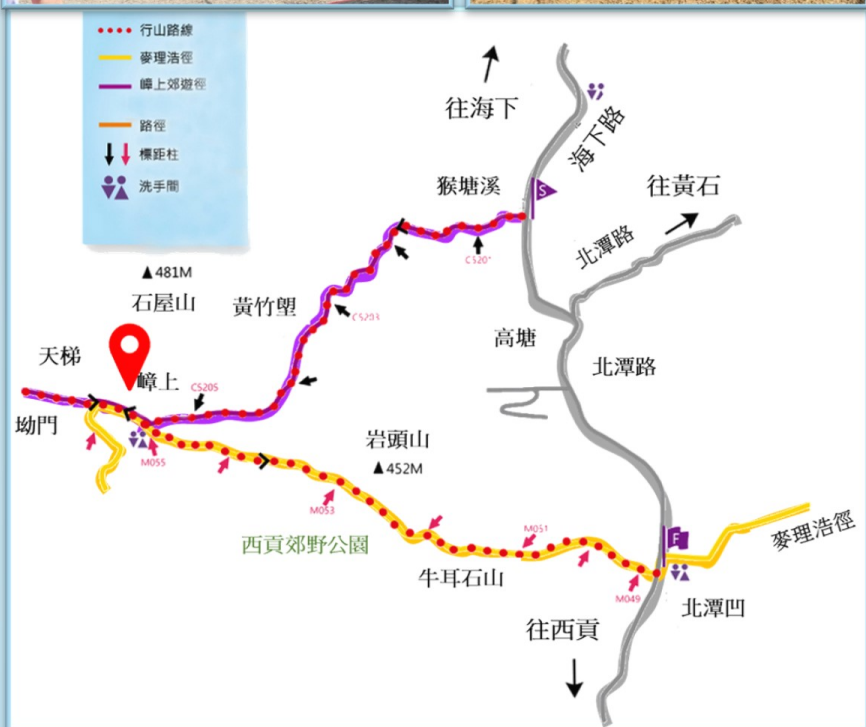 行山路線
麥理浩徑
嶂上郊遊徑
路徑
標距柱
洗手間
往海下
海下路
猴塘溪
S
往黃石
北潭路
C5201
481M
石屋山
黃竹塱
C5203
高塘
天梯
嶂上
C5205
北潭路
坳門
M055
岩頭山
452M
M053
西貢郊野公園
M051
F
麥理浩徑
牛耳石山
M049
北潭凹
往西貢